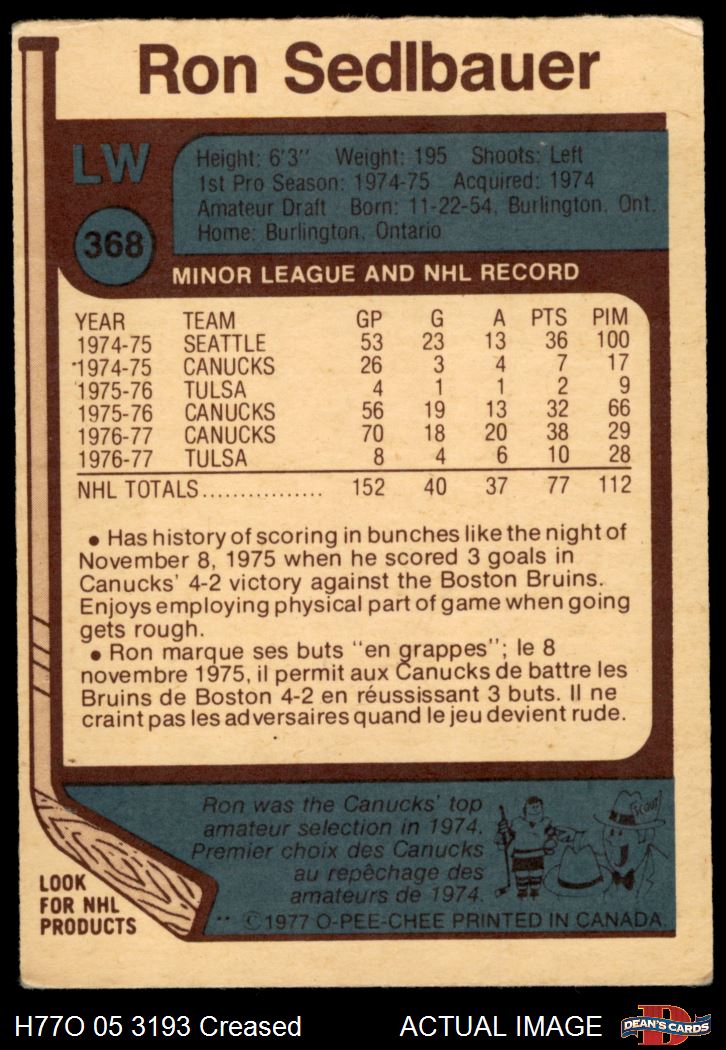 Ron Sedlbauer
LW
Height: 6'3" Weight: 195 Shoots: Left
1st Pro Season: 1974-75 Acquired: 1974
Amateur Draft Born: 11-22-54, Burlington, Ont.
Home: Burlington, Ontario
368
MINOR LEAGUE AND NHL RECORD
YEAR TEAM GP G A PTS PIM
1974-75 SEATTLE 53 23 13 36 100
1974-75 CANUCKS 26 3 4 7 17
1975-76 TULSA 4 1 1 2 9
1975-76 CANUCKS 56 19 13 32 66
1976-77 CANUCKS 70 18 20 38 29
1976-77 TULSA 8 4 6 10 28
NHL TOTALS................ 152 40 37 77 112
● Has history of scoring in bunches like the night of
November 8, 1975 when he scored 3 goals in
Canucks' 4-2 victory against the Boston Bruins.
Enjoys employing physical part of game when going
gets rough.
● Ron marque ses buts "en grappes"; le 8
novembre 1975, il permit aux Canucks de battre les
Bruins de Boston 4-2 en réussissant 3 buts. Il ne
craint pas les adversaires quand le jeu devient rude.
Ron was the Canucks' top
amateur selection in 1974.
Premier choix des Canucks
au repêchage des
amateurs de 1974.
Scout
LOOK
FOR NHL
PRODUCTS
** ©1977 O-PEE-CHEE PRINTED IN CANADA
H77O 05 3193 Creased ACTUAL IMAGE
D
DEAN'S CARDS